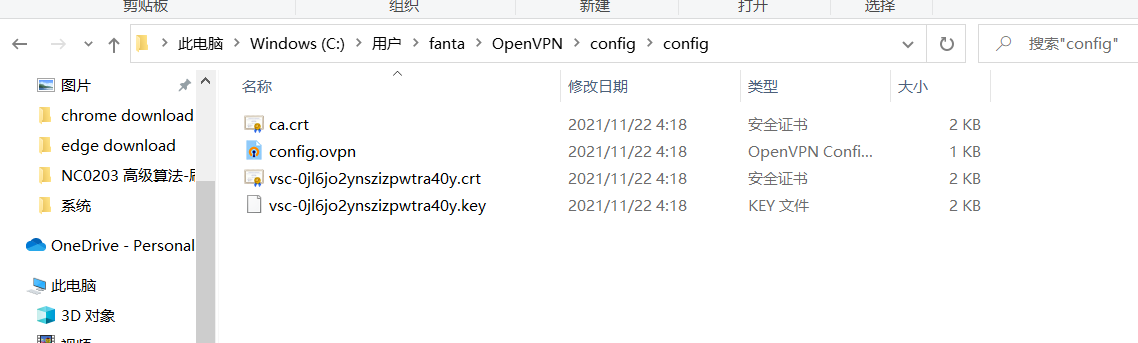 剪贴板 组织 新建 打开 选择
此电脑 Windows (C:) 用户 fanta OpenVPN config config 搜索"config"
图片
chrome download
edge download
NC0203 高级算法-
系统
OneDrive - Personal
此电脑
3D 对象
视频
名称 修改日期 类型 大小
ca.crt 2021/11/22 4:18 安全证书 2 KB
config.ovpn 2021/11/22 4:18 OpenVPN Confi... 1 KB
vsc-0jl6jo2ynszizpwtra40y.crt 2021/11/22 4:18 安全证书 2 KB
vsc-0jl6jo2ynszizpwtra40y.key 2021/11/22 4:18 KEY 文件 2 KB